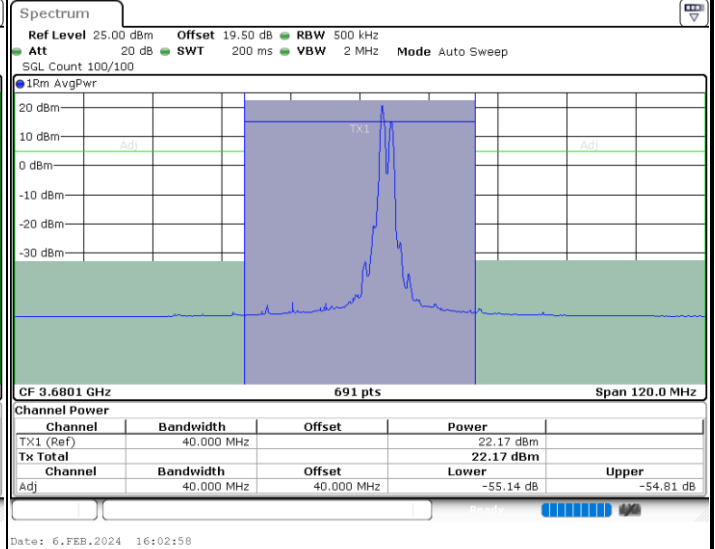 Spectrum
Ref Level 25.00 dBm Offset 19.50 dB RBW 500 kHz
Att 20 dB SWT 200 ms VBW 2 MHz Mode Auto Sweep
SGL Count 100/100
1Rm AvgPwr
20 dBm
TX1
10 dBm
Adj Adj
0 dBm
-10 dBm
-20 dBm
-30 dBm
CF 3.6801 GHz 691 pts Span 120.0 MHz
Channel Power
Channel Bandwidth Offset Power
TX1 (Ref) 40.000 MHz 22.17 dBm
Tx Total 22.17 dBm
Channel Bandwidth Offset Lower Upper
Adj 40.000 MHz 40.000 MHz -55.14 dB -54.81 dB
Ready
Date: 6.FEB.2024 16:02:58